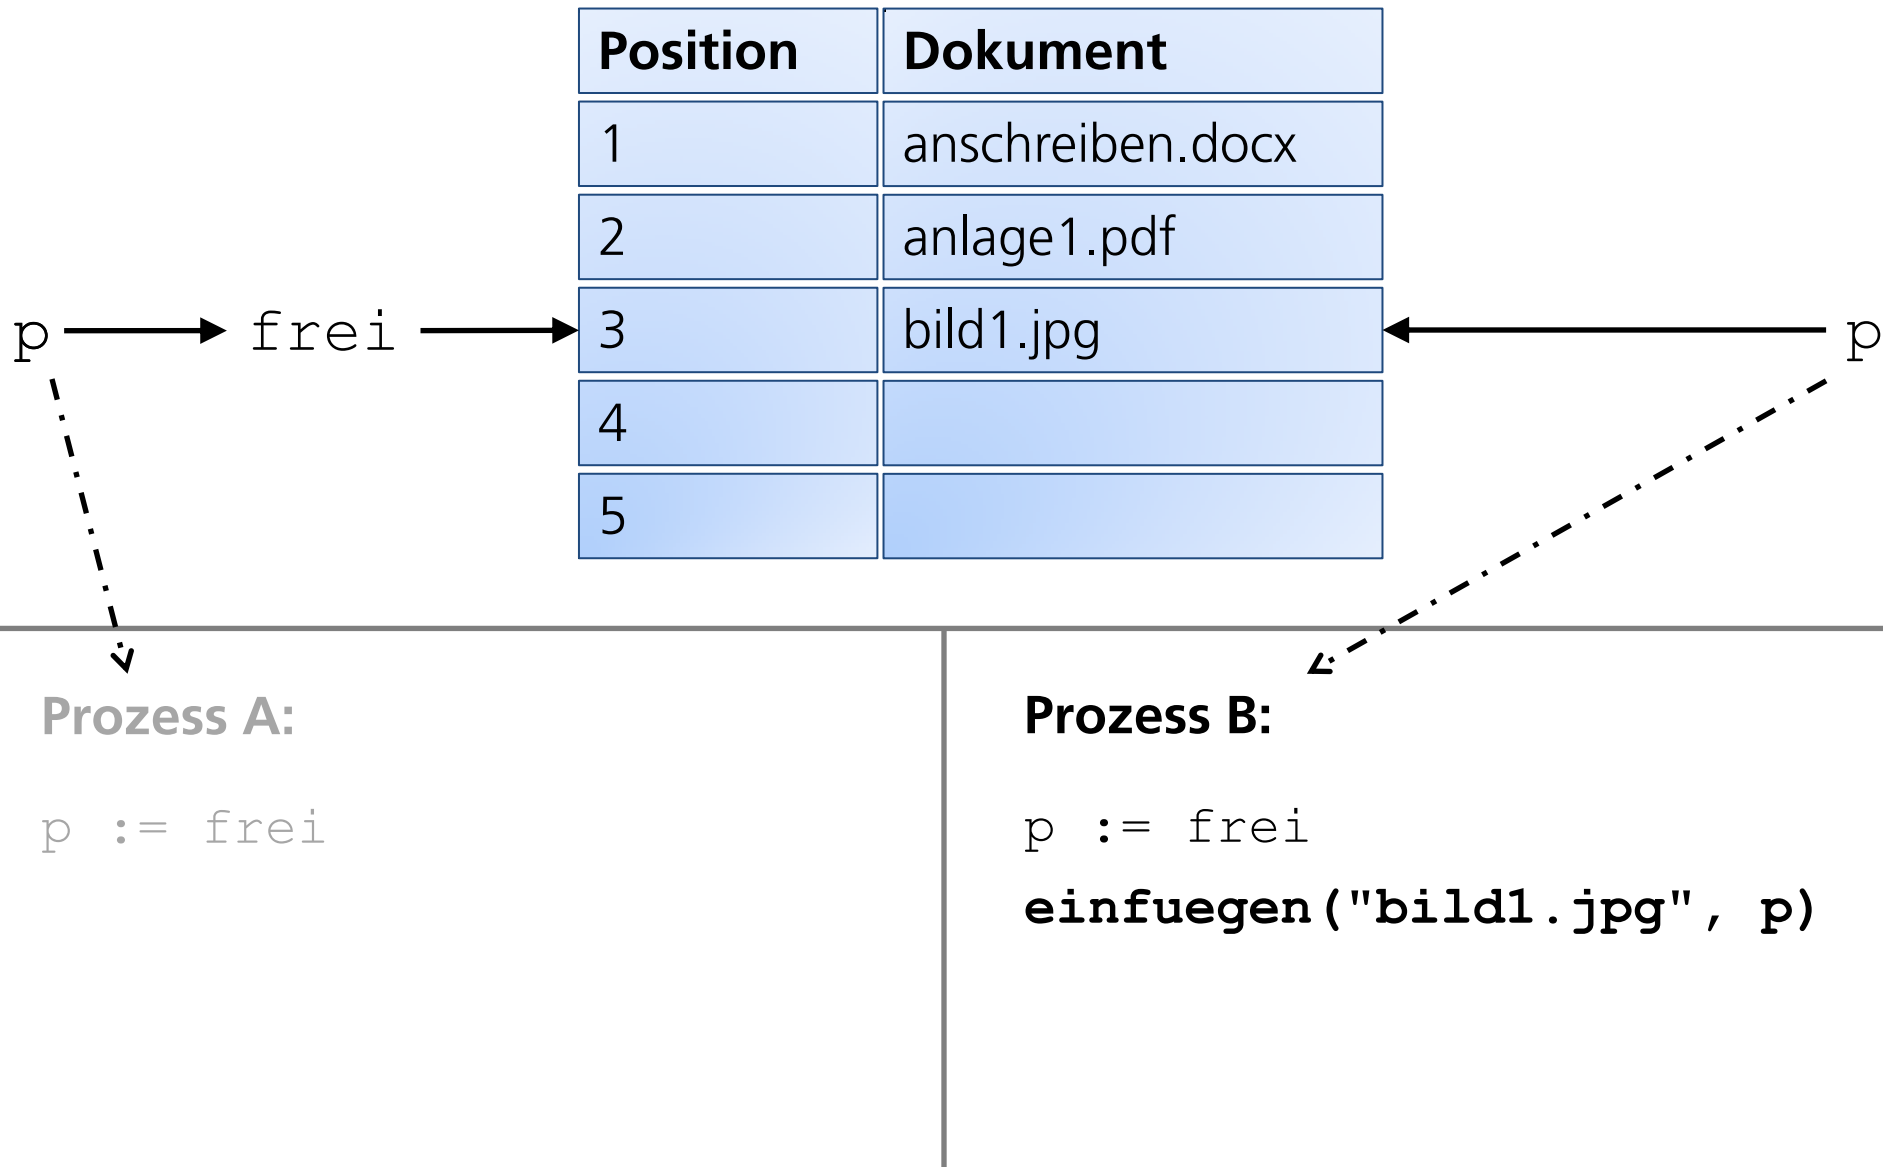 Position Dokument
1 anschreiben.docx
2 anlage1.pdf
p frei 3 bild1.jpg p
4
5
Prozess A:
p := frei
Prozess B:
p := frei
einfuegen("bild1.jpg", p)